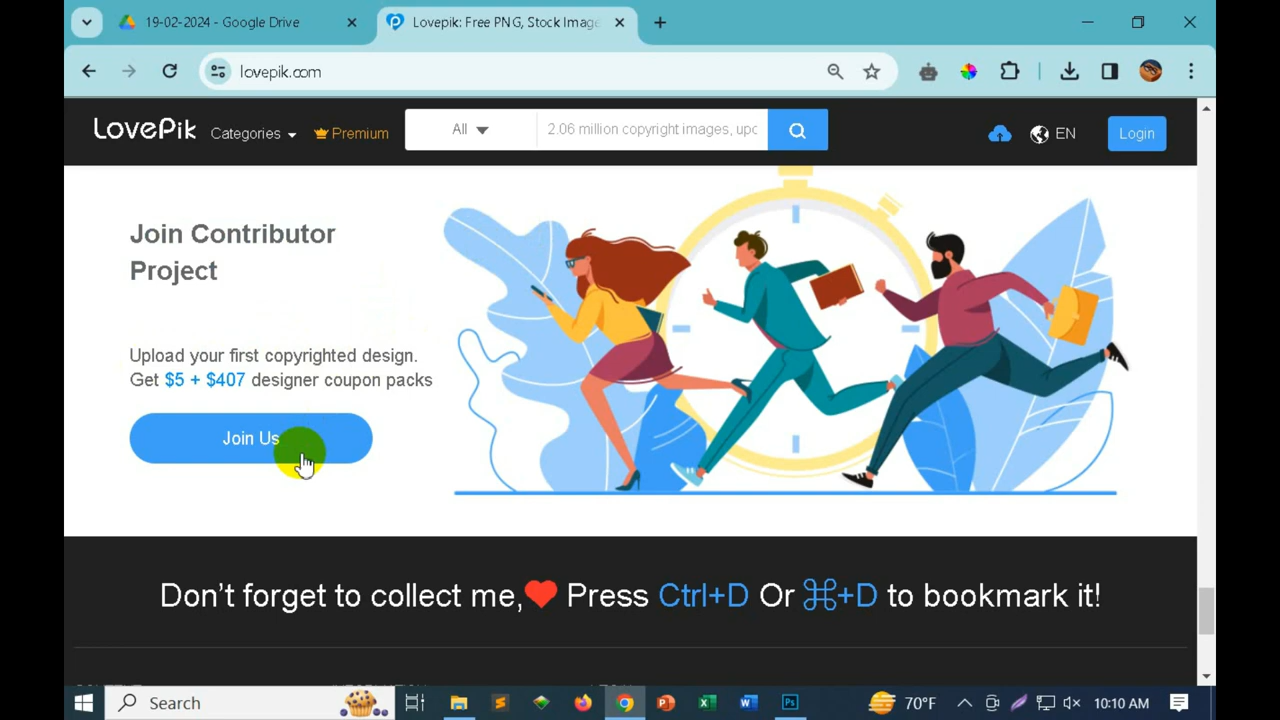 19-02-2024 - Google Drive
Lovepik: Free PNG, Stock Image
lovepik.com
LovePik Categories Premium All 2.06 million copyright images, upc EN Login
Join Contributor
Project
Upload your first copyrighted design.
Get $5 + $407 designer coupon packs
Join Us
Don't forget to collect me, Press Ctrl+D Or ⌘+D to bookmark it!
Search 70°F 10:10 AM